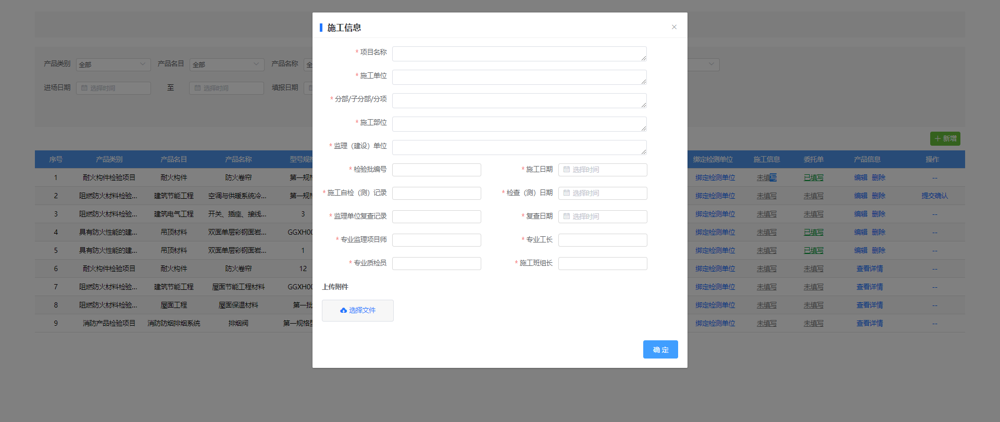 施工信息
* 项目名称
* 施工单位
* 分部/子分部/分项
* 施工部位
* 监理（建设）单位
* 检验批编号 * 施工日期 选择时间
* 施工自检（测）记录 * 检查（测）日期 选择时间
* 监理单位复查记录 * 复查日期 选择时间
* 专业监理项目师 * 专业工长
* 专业质检员 * 施工班组长
上传附件
选择文件
确 定
产品类别 全部 产品名目 全部 产品名称
进场日期 选择时间 至 选择时间 填报日期
+ 新增
序号 产品类别 产品名目 产品名称 型号规格 绑定检测单位 施工信息 委托单 产品信息 操作
1 耐火构件检验项目 耐火构件 防火卷帘 第一规格 绑定检测单位 未填写 已填写 编辑 删除 --
2 阻燃防火材料检验... 建筑节能工程 空调与供暖系统冷... 第一规格 绑定检测单位 未填写 未填写 编辑 删除 提交确认
3 阻燃防火材料检验... 建筑电气工程 开关、插座、接线... 3 绑定检测单位 未填写 未填写 编辑 删除 --
4 具有防火性能的建... 吊顶材料 双面单层彩钢面岩... GGXH00 绑定检测单位 未填写 已填写 编辑 删除 --
5 具有防火性能的建... 吊顶材料 双面单层彩钢面岩... 1 绑定检测单位 未填写 已填写 编辑 删除 --
6 耐火构件检验项目 耐火构件 防火卷帘 12 绑定检测单位 未填写 未填写 查看详情 --
7 阻燃防火材料检验... 建筑节能工程 屋面节能工程材料 GGXH00 绑定检测单位 未填写 未填写 查看详情 --
8 阻燃防火材料检验... 屋面工程 屋面保温材料 第一批 绑定检测单位 未填写 未填写 查看详情 --
9 消防产品检验项目 消防防烟排烟系统 排烟阀 第一规格 绑定检测单位 未填写 未填写 查看详情 --